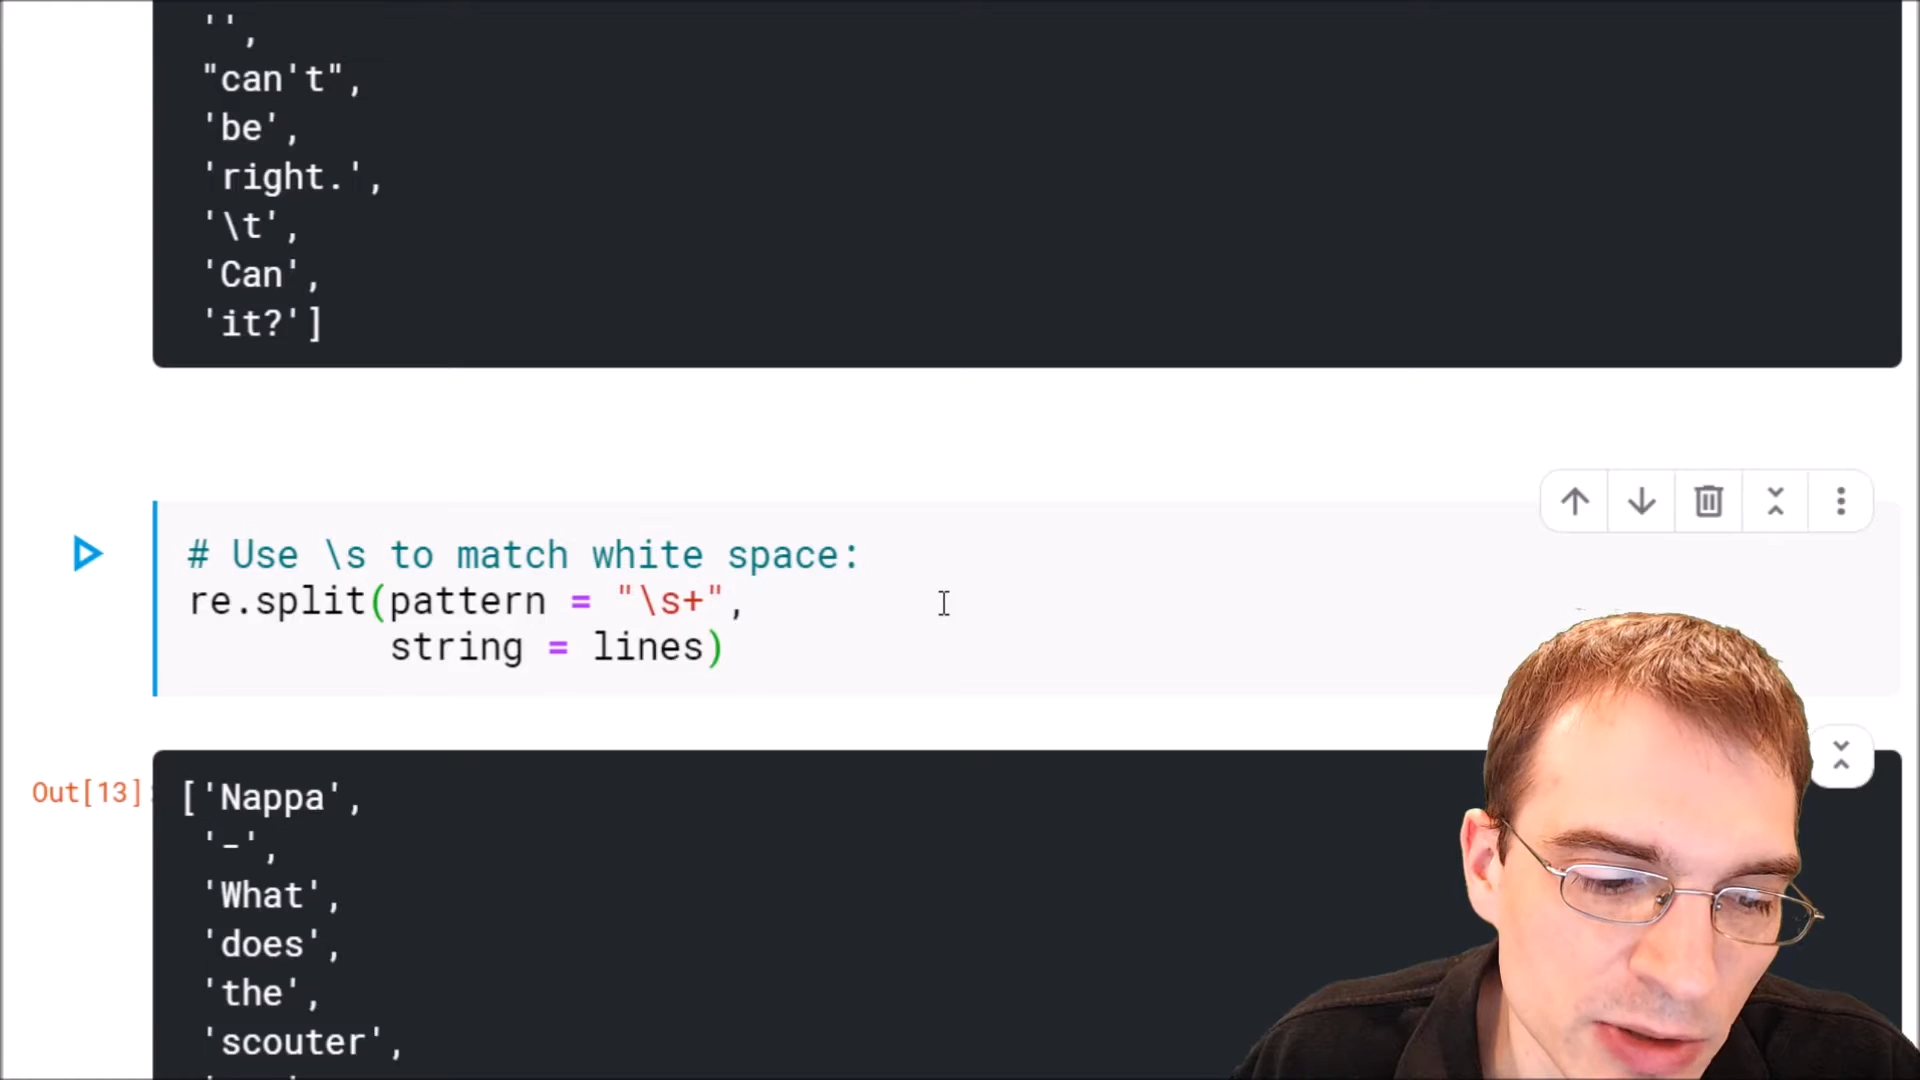 '',
"can't",
'be',
'right.',
'\t',
'Can',
'it?']
# Use \s to match white space:
re.split(pattern = "\s+",
string = lines)
Out[13]:
['Nappa',
'-',
'What',
'does',
'the',
'scouter',